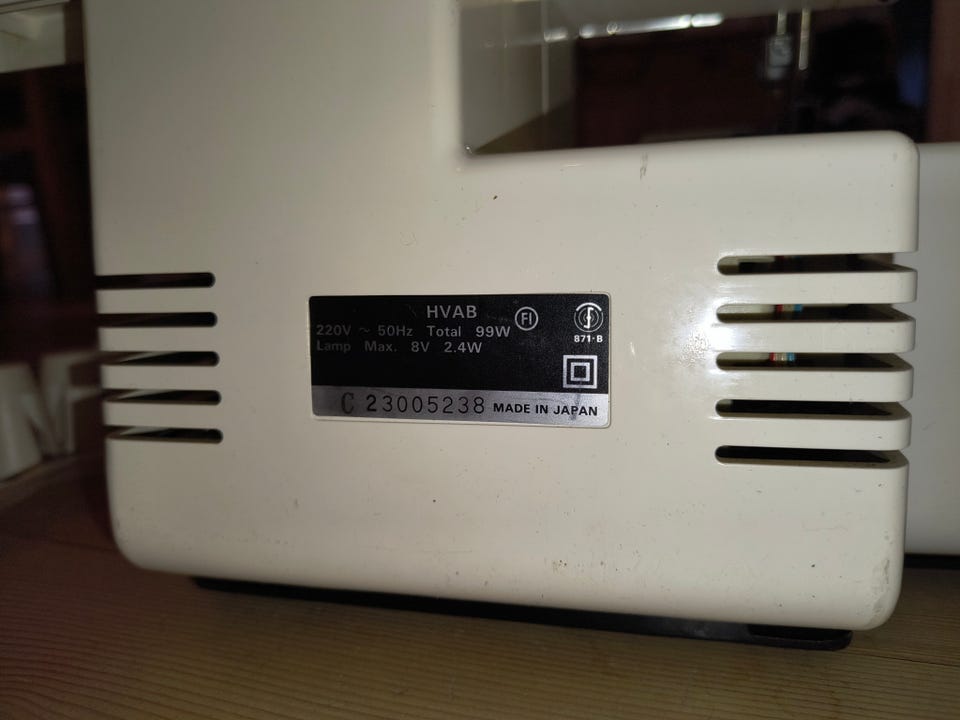 HVAB
220V ~ 50Hz Total 99W
FI
871-B
Lamp Max. 8V 2.4W
C 23005238 MADE IN JAPAN